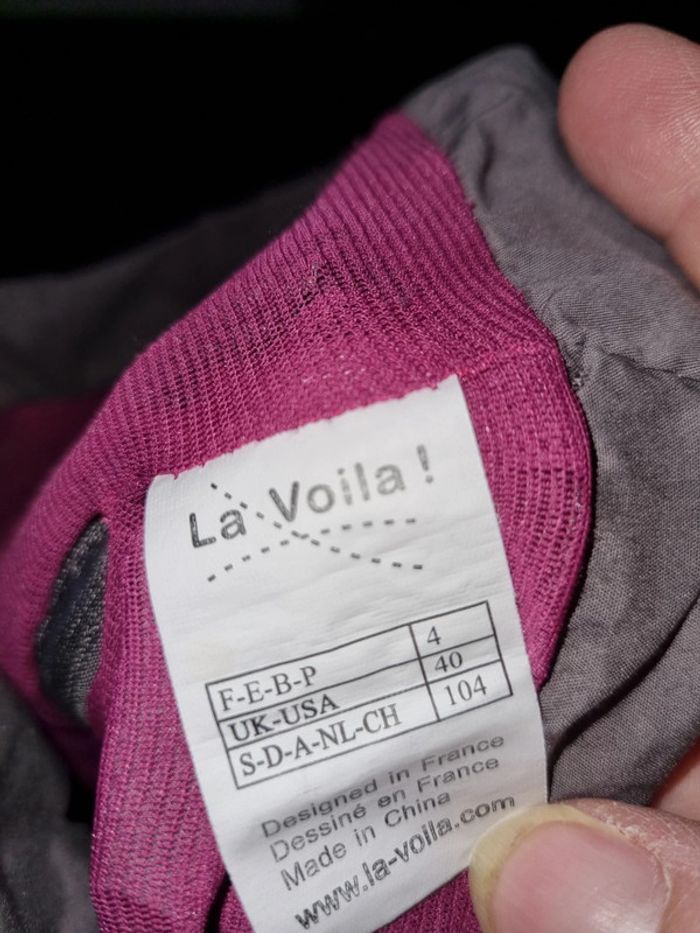 La Voila !
F-E-B-P 4
UK-USA 40
S-D-A-NL-CH 104
Designed in France
Dessiné en France
Made in China
www.la-voila.com